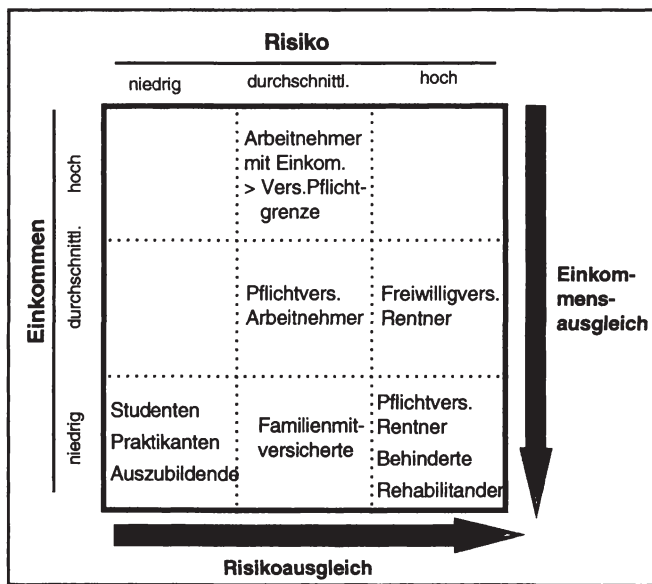 Risiko
niedrig durchschnittl. hoch
Einkommen
hoch
durchschnittl.
niedrig
Arbeitnehmer
mit Einkom.
> Vers.Pflicht-
grenze
Pflichtvers.
Arbeitnehmer
Freiwilligvers.
Rentner
Studenten
Praktikanten
Auszubildende
Familienmit-
versicherte
Pflichtvers.
Rentner
Behinderte
Rehabilitanden
Einkom-
mens-
ausgleich
Risikoausgleich